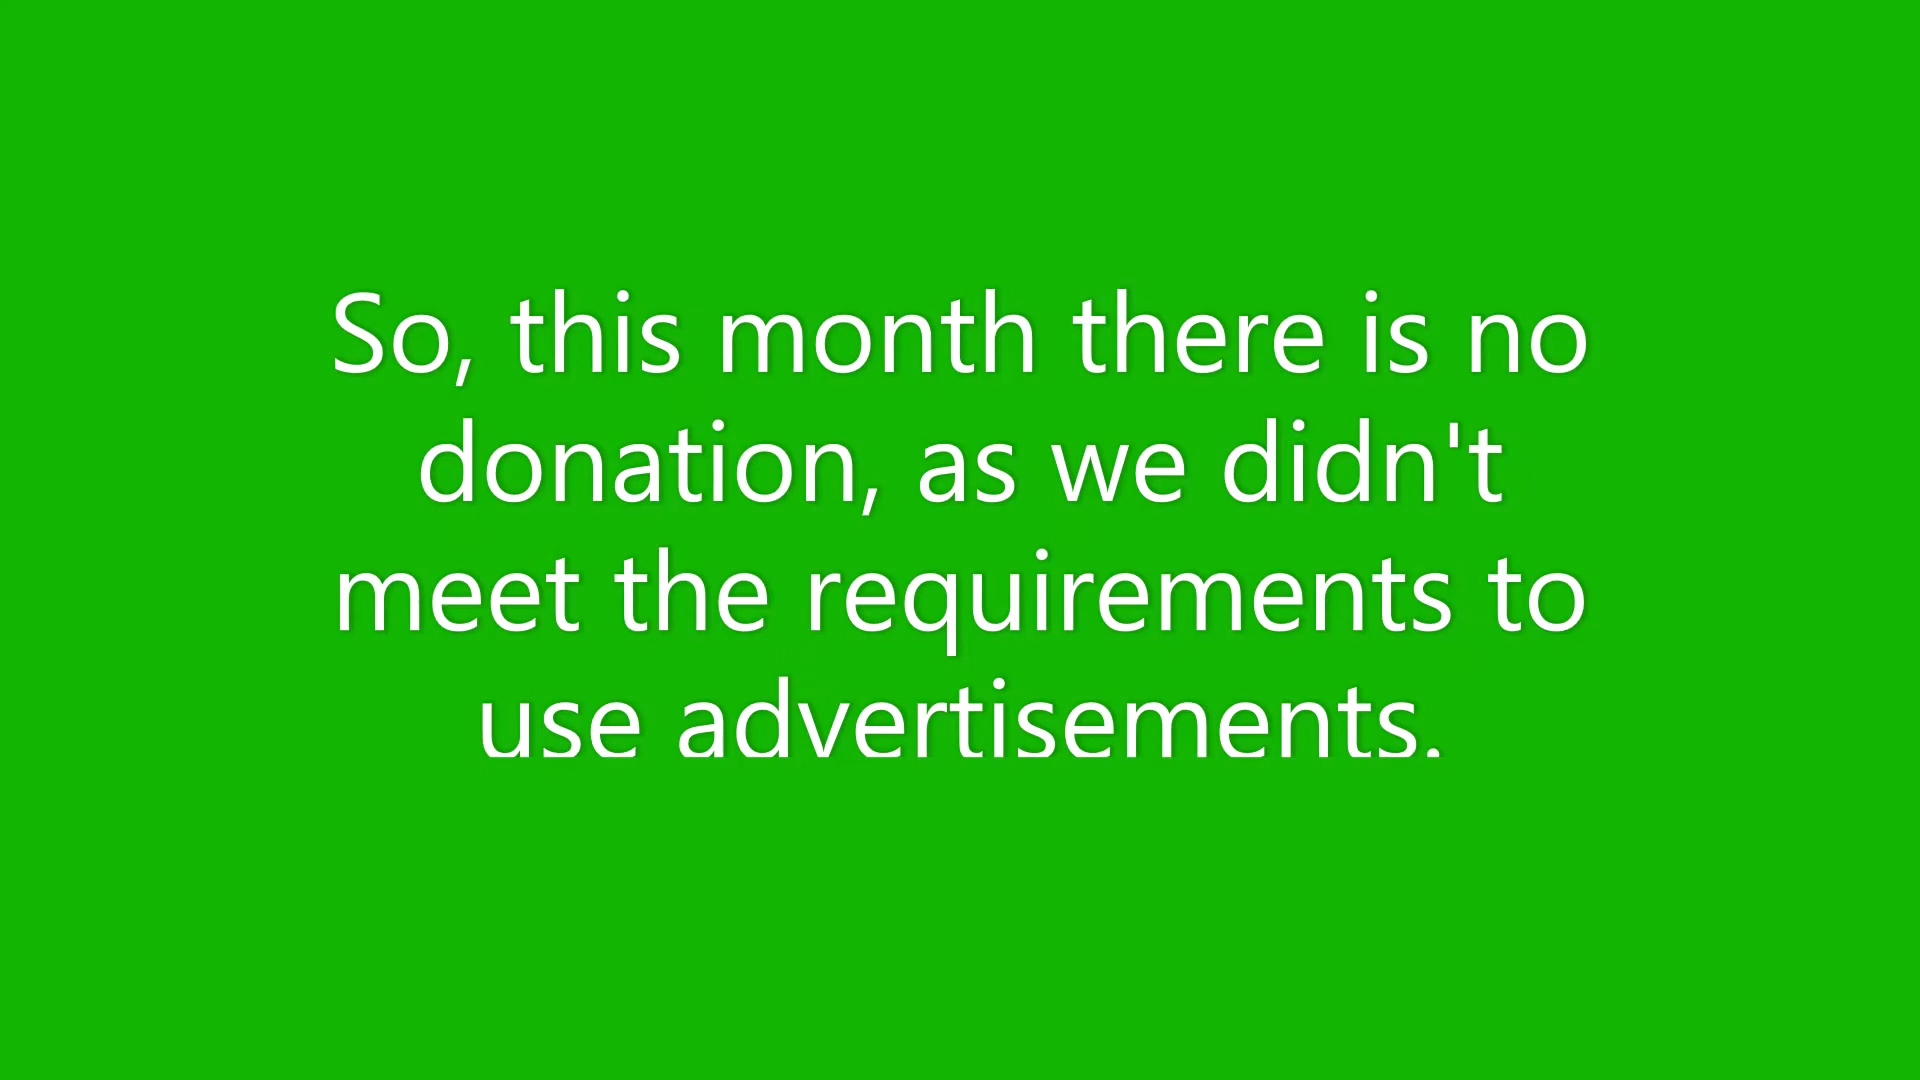 So, this month there is no
donation, as we didn't
meet the requirements to
use advertisements.